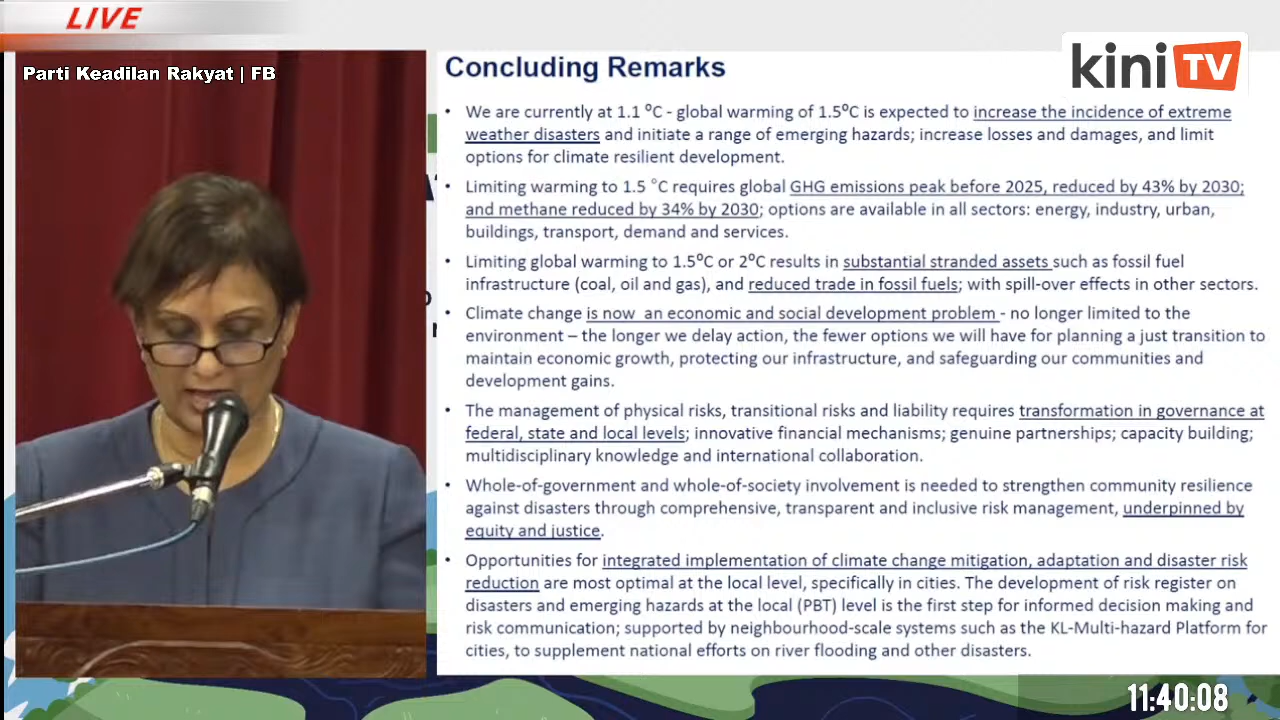 LIVE
Parti Keadilan Rakyat | FB
kini TV
Concluding Remarks
• We are currently at 1.1 ⁰C - global warming of 1.5⁰C is expected to increase the incidence of extreme
weather disasters and initiate a range of emerging hazards; increase losses and damages, and limit
options for climate resilient development.
• Limiting warming to 1.5 °C requires global GHG emissions peak before 2025, reduced by 43% by 2030;
and methane reduced by 34% by 2030; options are available in all sectors: energy, industry, urban,
buildings, transport, demand and services.
• Limiting global warming to 1.5⁰C or 2⁰C results in substantial stranded assets such as fossil fuel
infrastructure (coal, oil and gas), and reduced trade in fossil fuels; with spill-over effects in other sectors.
• Climate change is now an economic and social development problem - no longer limited to the
environment – the longer we delay action, the fewer options we will have for planning a just transition to
maintain economic growth, protecting our infrastructure, and safeguarding our communities and
development gains.
• The management of physical risks, transitional risks and liability requires transformation in governance at
federal, state and local levels; innovative financial mechanisms; genuine partnerships; capacity building;
multidisciplinary knowledge and international collaboration.
• Whole-of-government and whole-of-society involvement is needed to strengthen community resilience
against disasters through comprehensive, transparent and inclusive risk management, underpinned by
equity and justice.
• Opportunities for integrated implementation of climate change mitigation, adaptation and disaster risk
reduction are most optimal at the local level, specifically in cities. The development of risk register on
disasters and emerging hazards at the local (PBT) level is the first step for informed decision making and
risk communication; supported by neighbourhood-scale systems such as the KL-Multi-hazard Platform for
cities, to supplement national efforts on river flooding and other disasters.
11:40:08